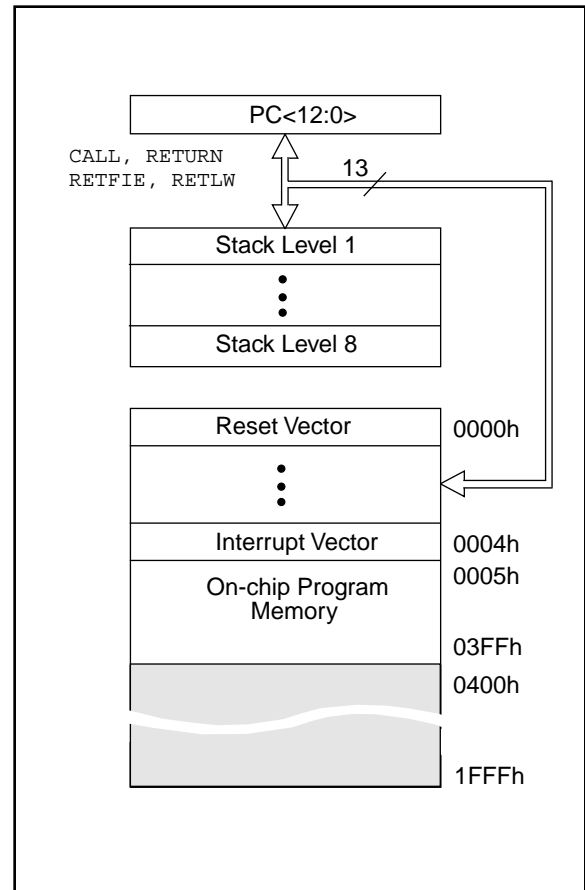 PC<12:0>
CALL, RETURN
RETFIE, RETLW
13
Stack Level 1
Stack Level 8
Reset Vector
0000h
Interrupt Vector
0004h
0005h
On-chip Program
Memory
03FFh
0400h
1FFFh